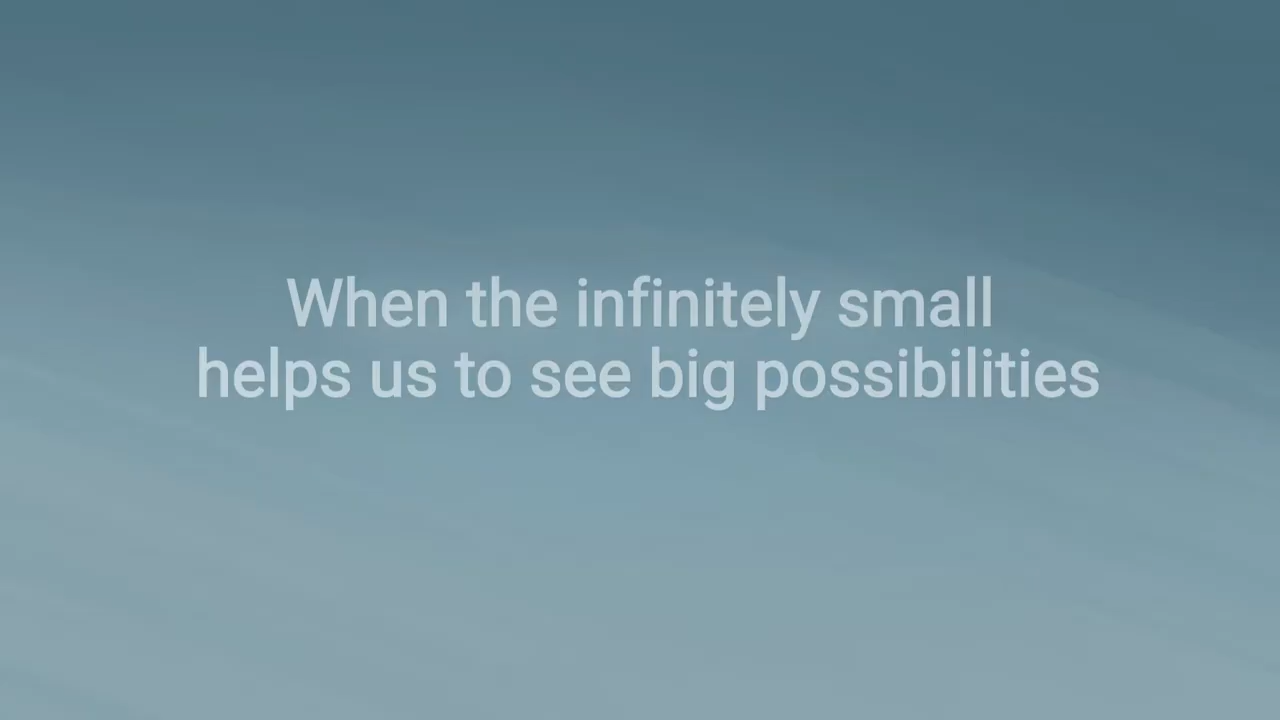 When the infinitely small
helps us to see big possibilities